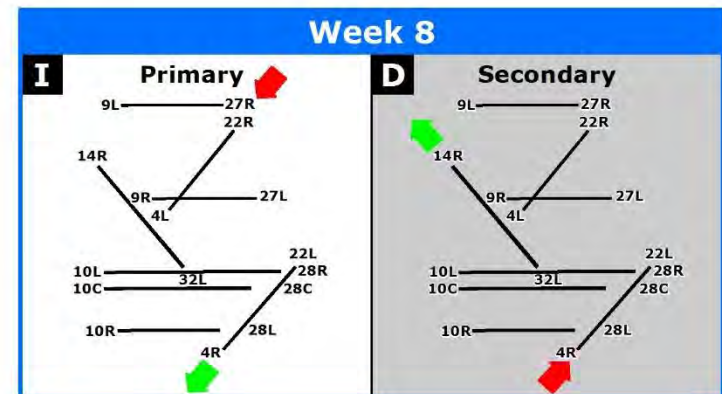 Week 8
I Primary
9L 27R
22R
14R
9R 27L
4L
22L
10L 28R
32L
10C 28C
10R 28L
4R
D Secondary
9L 27R
22R
14R
9R 27L
4L
22L
10L 28R
32L
10C 28C
10R 28L
4R